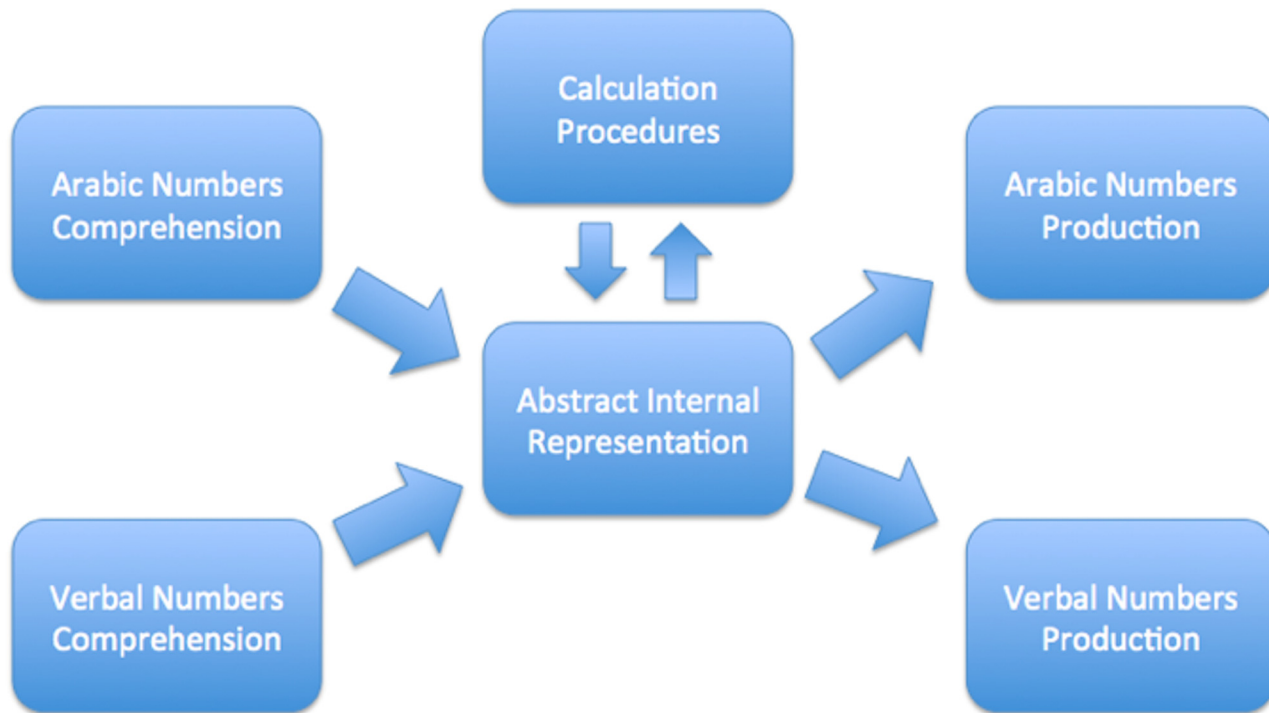 Calculation
Procedures
Arabic Numbers
Comprehension
Arabic Numbers
Production
Abstract Internal
Representation
Verbal Numbers
Comprehension
Verbal Numbers
Production